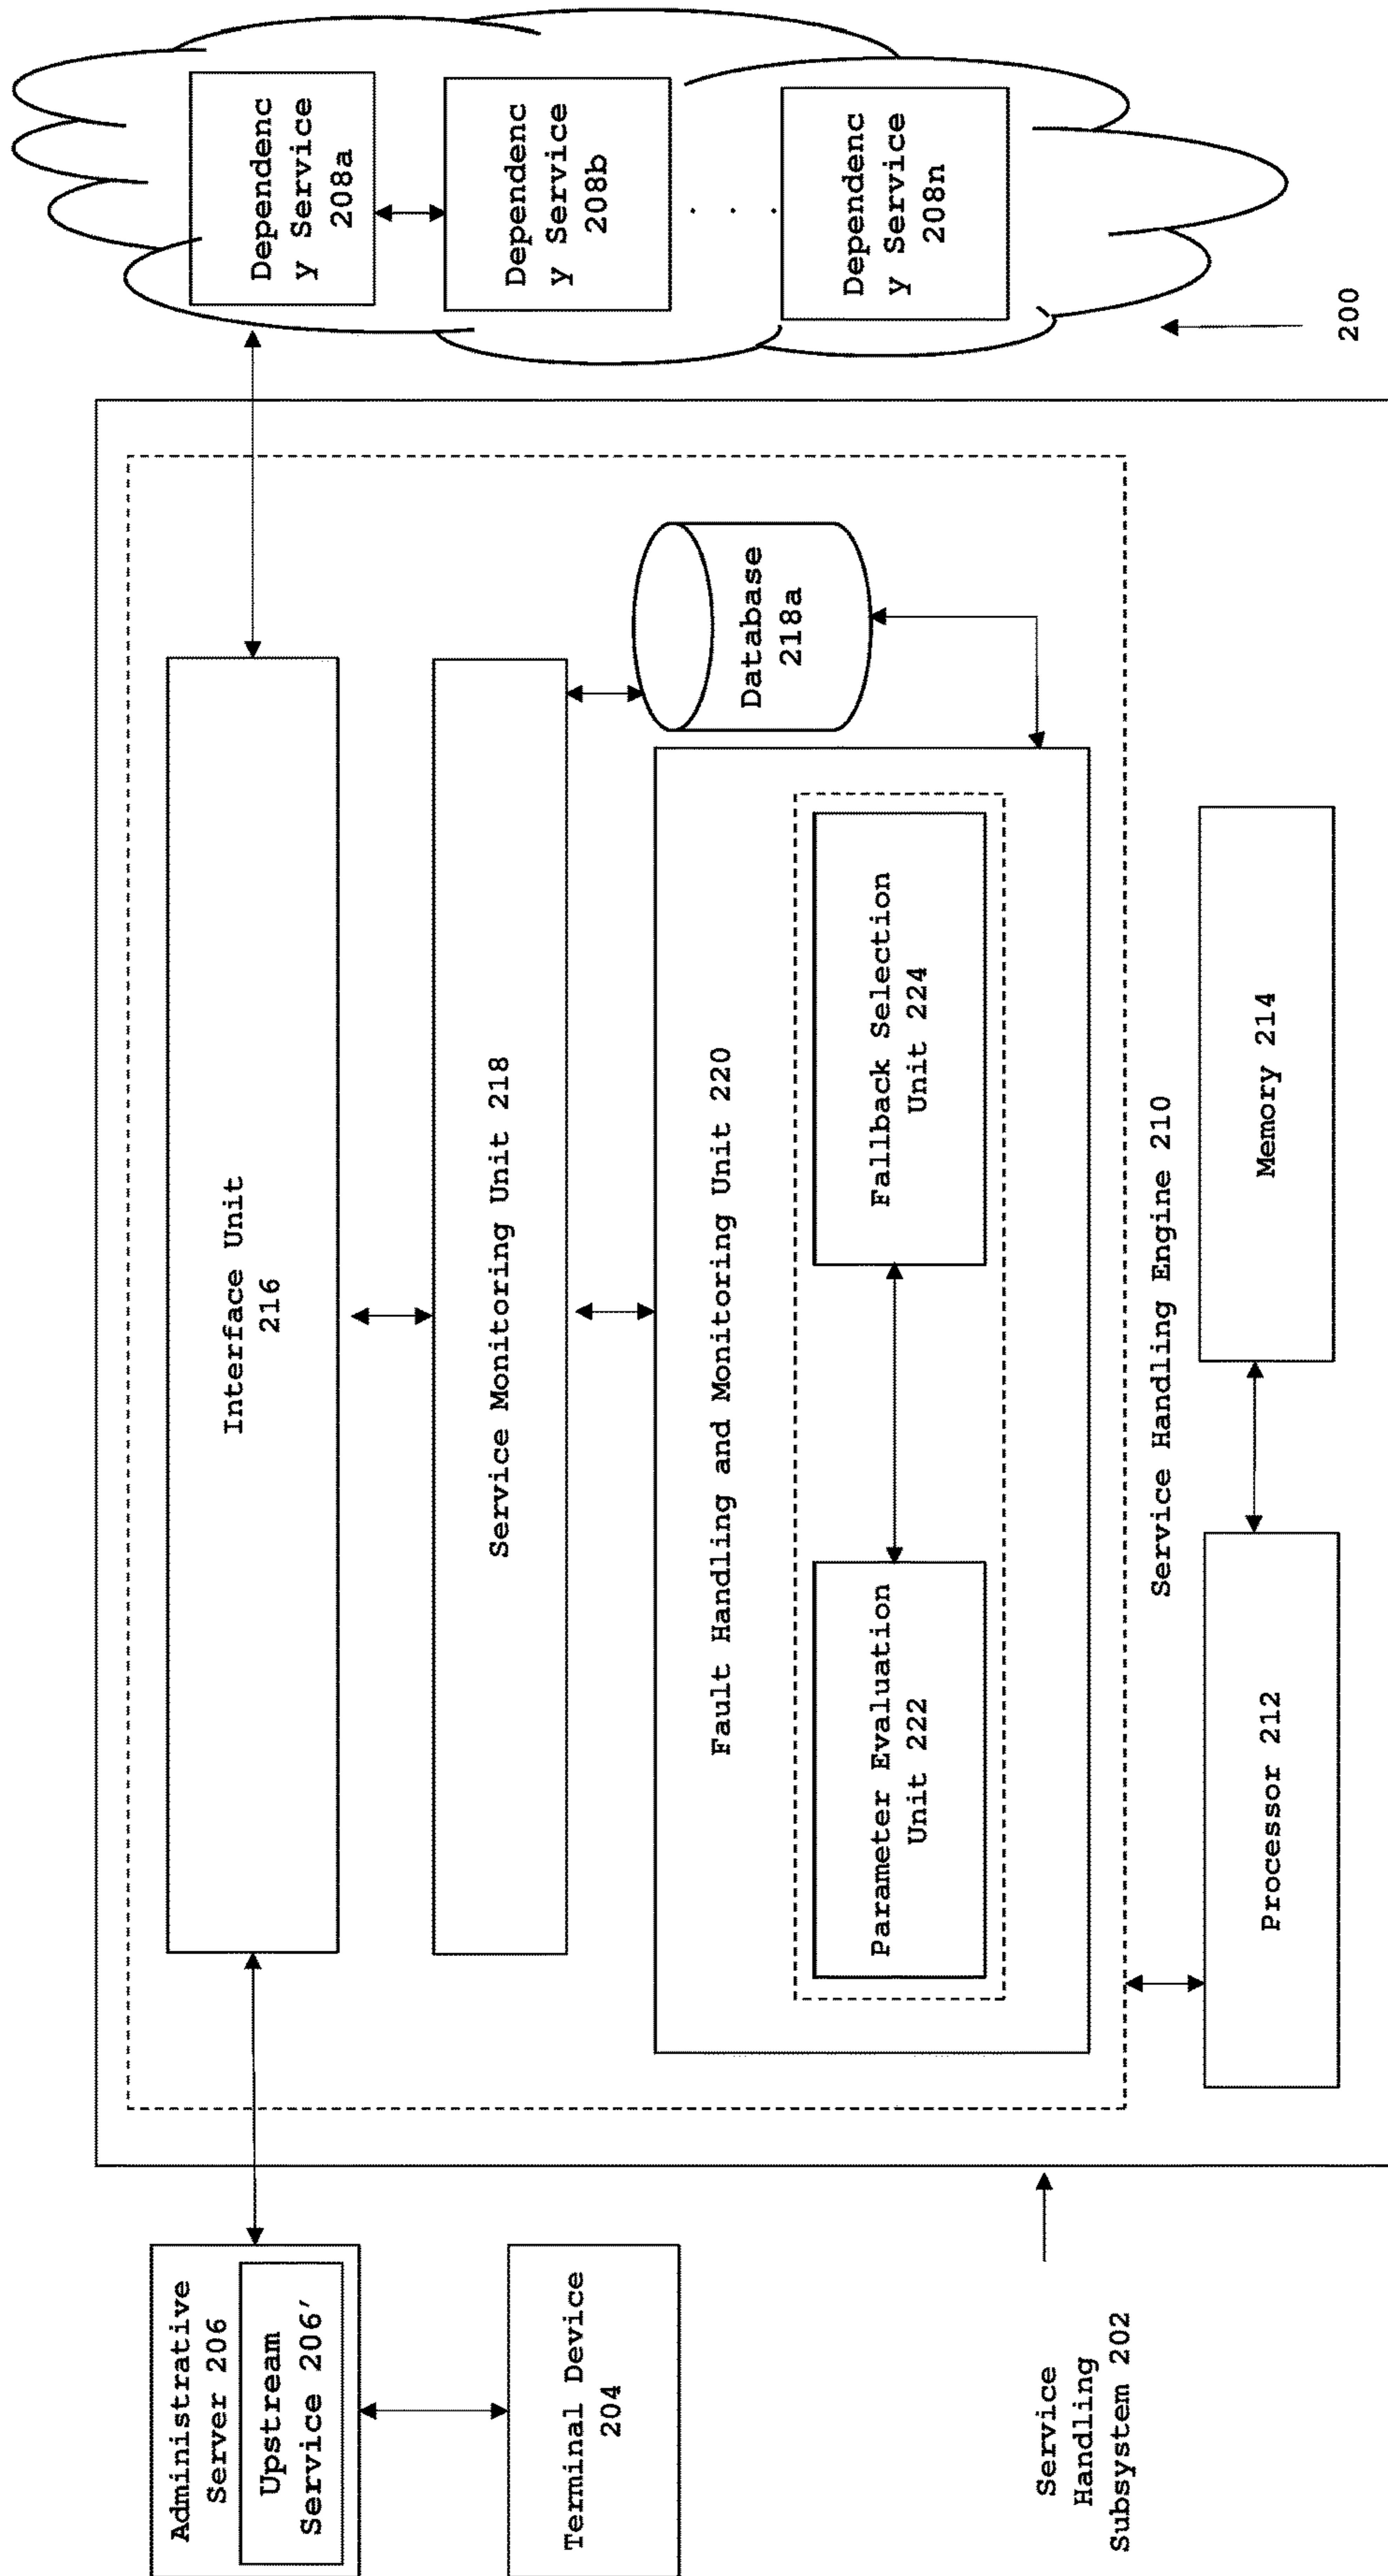 Administrative
Server 206
Upstream
Service 206′
Terminal Device
204
Service
Handling
Subsystem 202
Interface Unit
216
Service Monitoring Unit 218
Fault Handling and Monitoring Unit 220
Parameter Evaluation
Unit 222
Fallback Selection
Unit 224
Database
218a
Service Handling Engine 210
Processor 212
Memory 214
Dependenc
y Service
208a
Dependenc
y Service
208b
. . .
Dependenc
y Service
208n
200